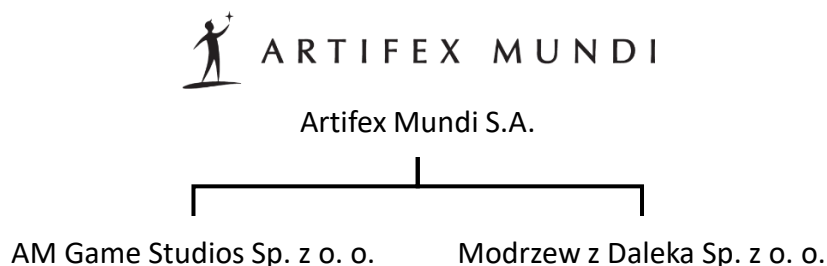 ARTIFEX MUNDI
Artifex Mundi S.A.
AM Game Studios Sp. z o. o.
Modrzew z Daleka Sp. z o. o.